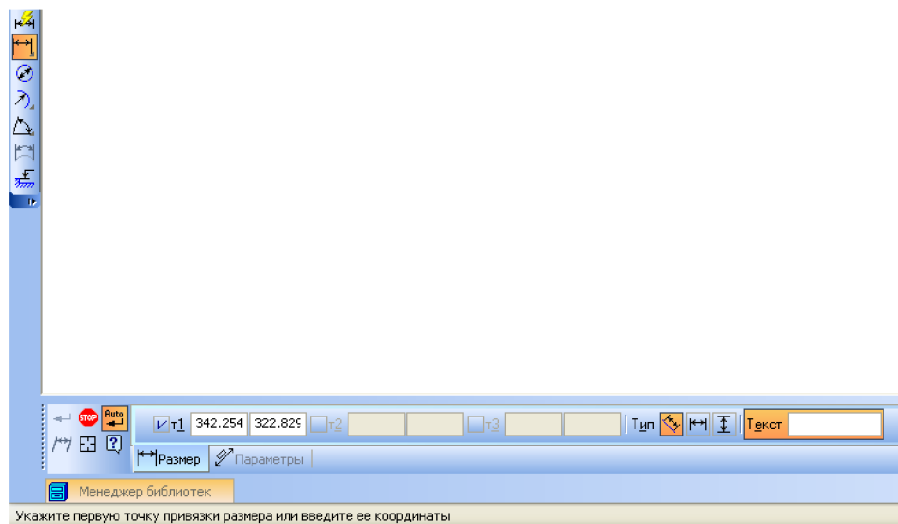 STOP Auto т1 342.254 322.829 т2 т3 Тип Текст
Размер Параметры
Менеджер библиотек
Укажите первую точку привязки размера или введите ее координаты